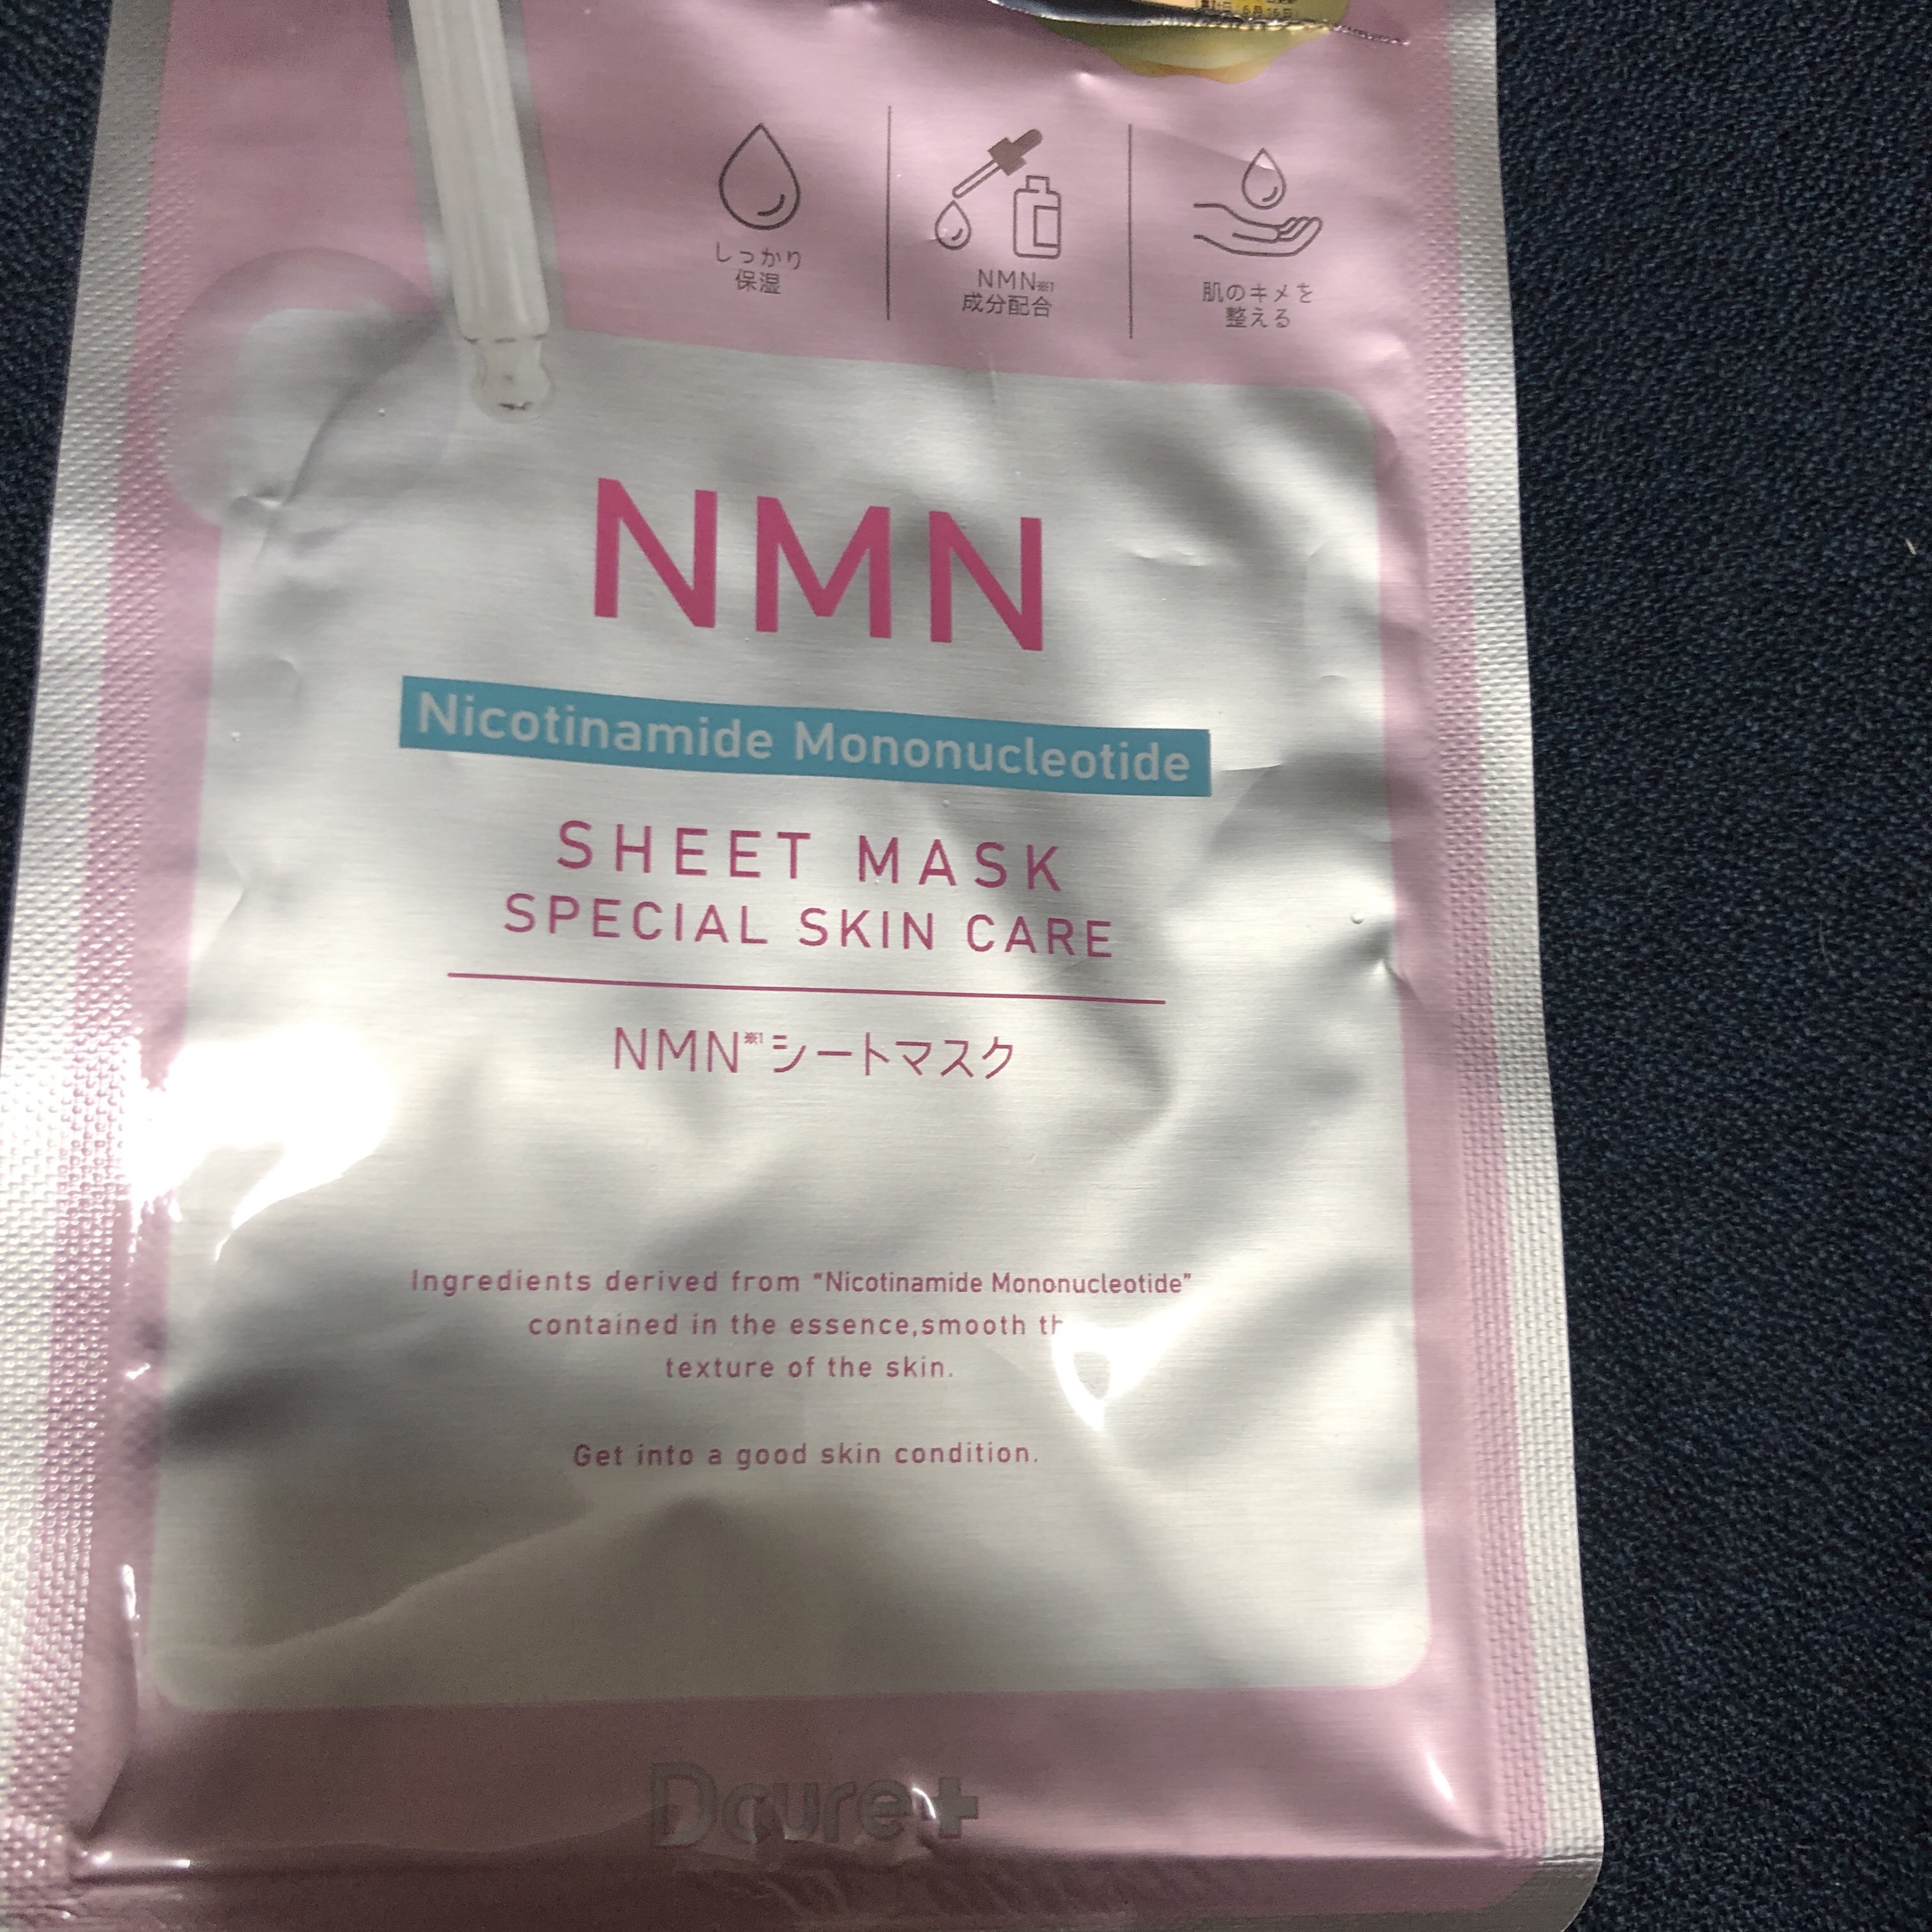 しっかり
保湿
NMN※1
成分配合
肌のキメを
整える
NMN
Nicotinamide Mononucleotide
SHEET MASK
SPECIAL SKIN CARE
NMN※1シートマスク
Ingredients derived from “Nicotinamide Mononucleotide”
contained in the essence,smooth
texture of the skin.
Get into a good skin condition.
Dcure+